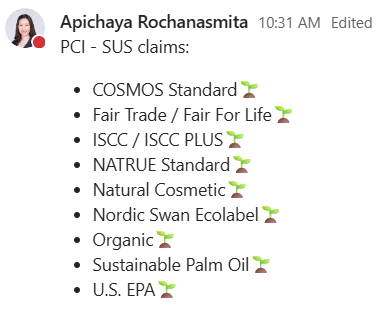 Apichaya Rochanasmita 10:31 AM Edited
PCI - SUS claims:
• COSMOS Standard🌱
• Fair Trade / Fair For Life🌱
• ISCC / ISCC PLUS🌱
• NATRUE Standard🌱
• Natural Cosmetic🌱
• Nordic Swan Ecolabel🌱
• Organic🌱
• Sustainable Palm Oil🌱
• U.S. EPA🌱